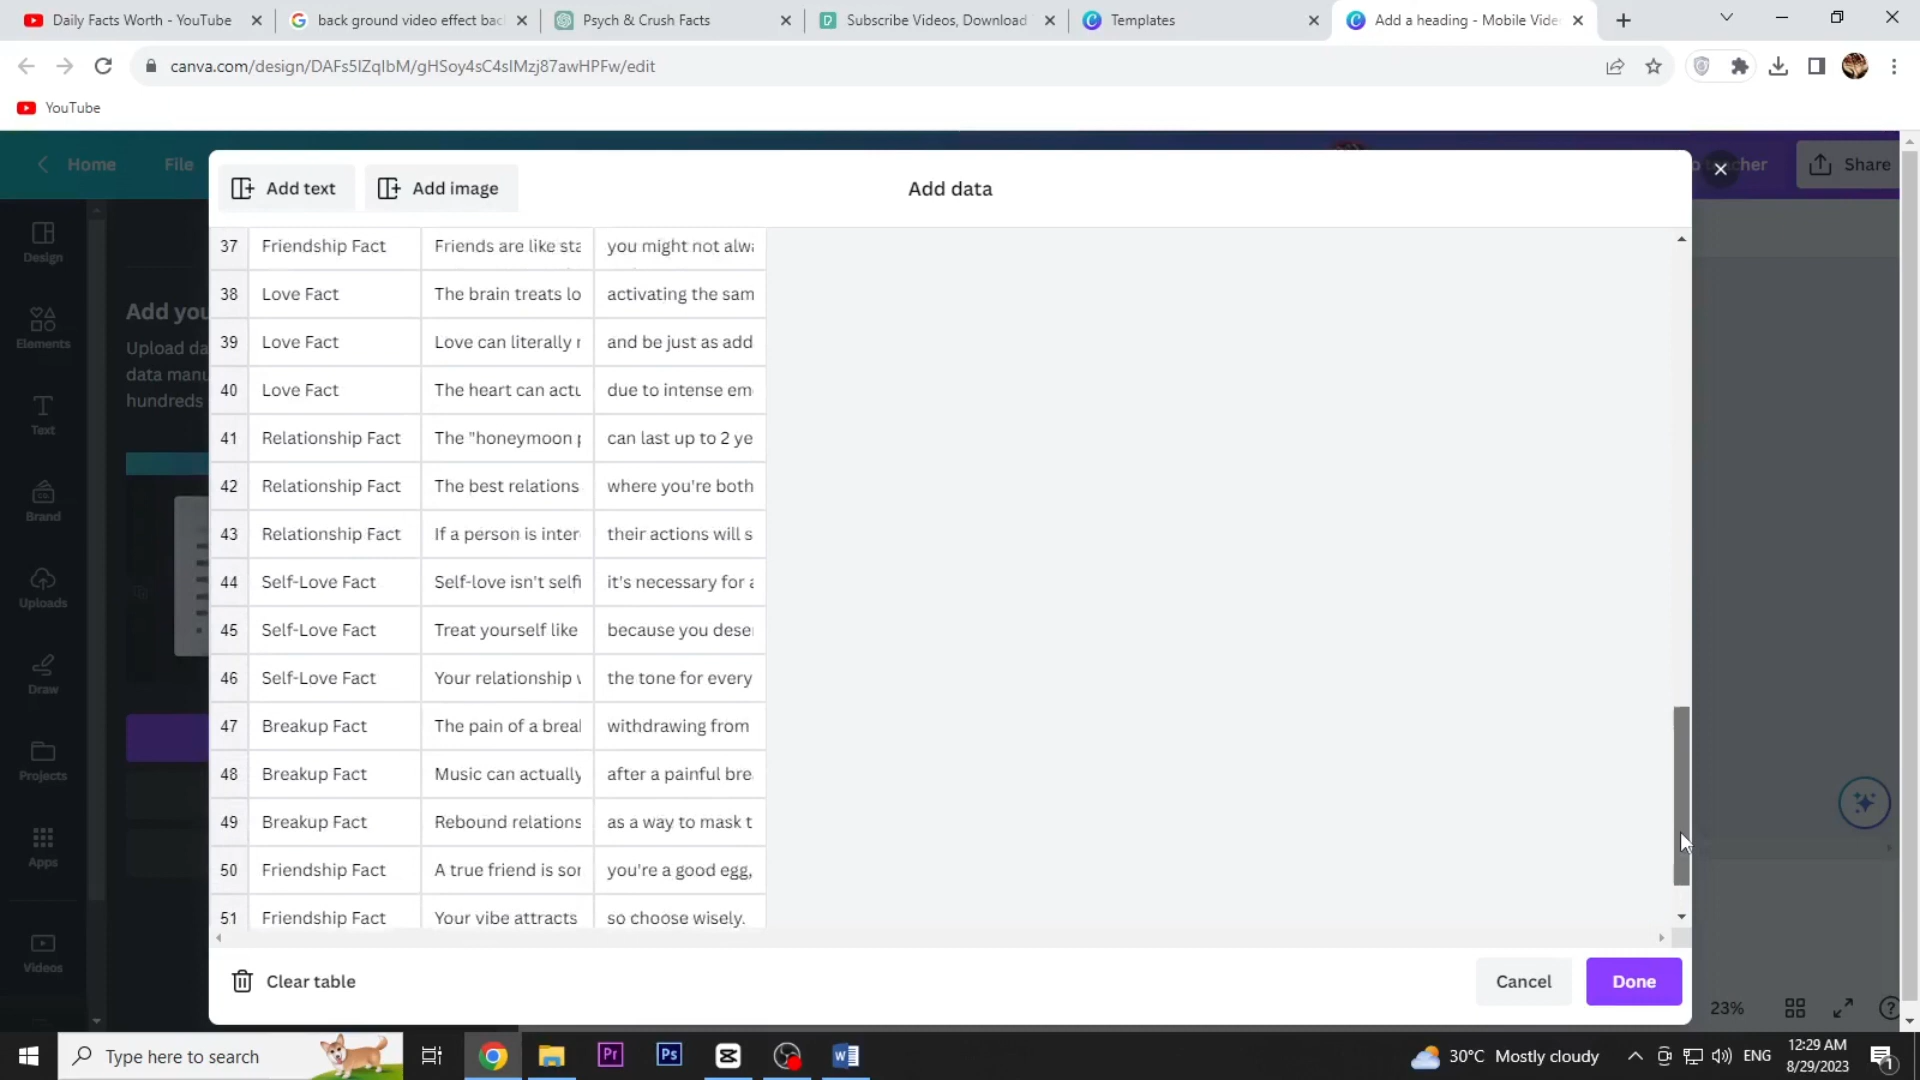 Daily Facts Worth - YouTube
back ground video effect bac
Psych & Crush Facts
Subscribe Videos, Download
Templates
Add a heading - Mobile Vide
canva.com/design/DAFs5IZqIbM/gHSoy4sC4sIMzj87awHPFw/edit
YouTube
Home
File
cher
Share
Add text
Add image
Add data
Design
Elements
Text
Brand
Uploads
Draw
Projects
Apps
Videos
Add you
Upload da
data manu
hundreds
37 Friendship Fact Friends are like sta you might not alwa
38 Love Fact The brain treats lo activating the sam
39 Love Fact Love can literally and be just as add
40 Love Fact The heart can actu due to intense em
41 Relationship Fact The "honeymoon p can last up to 2 ye
42 Relationship Fact The best relations where you're both
43 Relationship Fact If a person is inter their actions will s
44 Self-Love Fact Self-love isn't selfi it's necessary for a
45 Self-Love Fact Treat yourself like because you deser
46 Self-Love Fact Your relationship w the tone for every
47 Breakup Fact The pain of a breal withdrawing from
48 Breakup Fact Music can actually after a painful bre
49 Breakup Fact Rebound relations as a way to mask t
50 Friendship Fact A true friend is sor you're a good egg,
51 Friendship Fact Your vibe attracts so choose wisely.
Clear table
Cancel
Done
23%
Type here to search
30°C Mostly cloudy
ENG
12:29 AM
8/29/2023
1